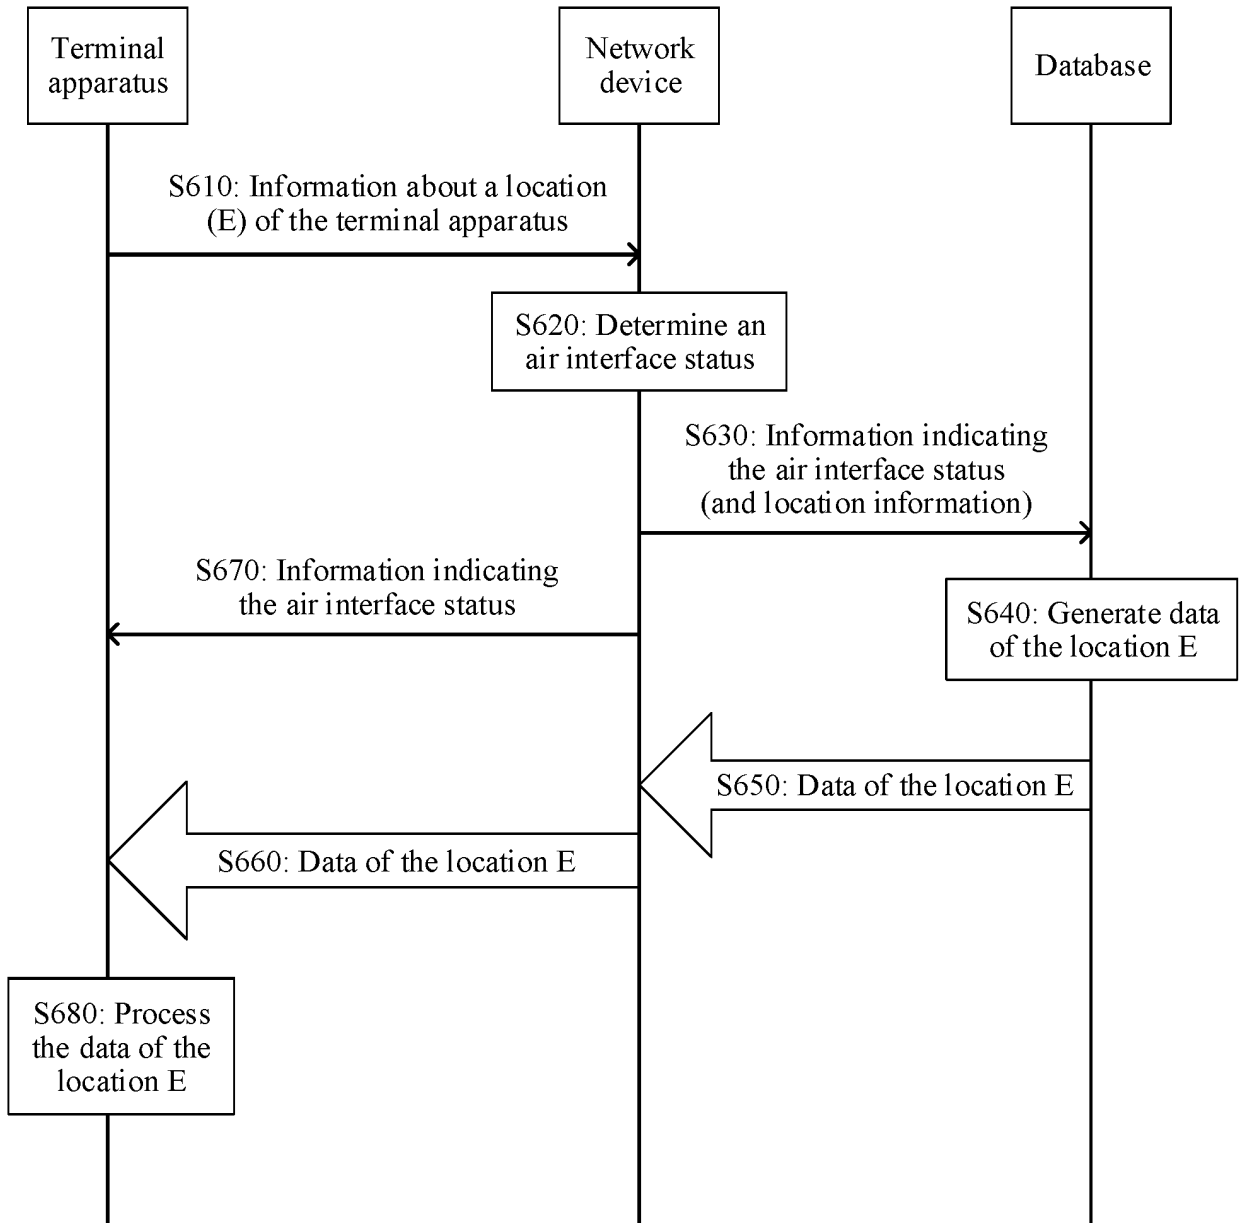 Terminal
apparatus
Network
device
Database
S610: Information about a location
(E) of the terminal apparatus
S620: Determine an
air interface status
S630: Information indicating
the air interface status
(and location information)
S670: Information indicating
the air interface status
S640: Generate data
of the location E
S650: Data of the location E
S660: Data of the location E
S680: Process
the data of the
location E